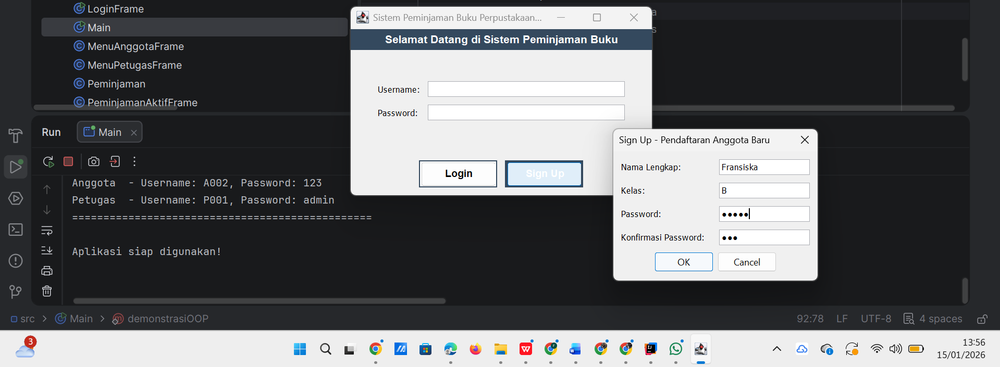 LoginFrame
Main
MenuAnggotaFrame
MenuPetugasFrame
Peminjaman
PeminjamanAktifFrame
Sistem Peminjaman Buku Perpustakaan...
Selamat Datang di Sistem Peminjaman Buku
Username:
Password:
Login
Sign Up
Sign Up - Pendaftaran Anggota Baru
Nama Lengkap: Fransiska
Kelas: B
Password: ●●●●●
Konfirmasi Password: ●●●
OK Cancel
Run Main
Anggota  - Username: A002, Password: 123
Petugas  - Username: P001, Password: admin
================================================
Aplikasi siap digunakan!
src > Main > demonstrasiOOP
92:78 LF UTF-8 4 spaces
3
13:56
15/01/2026